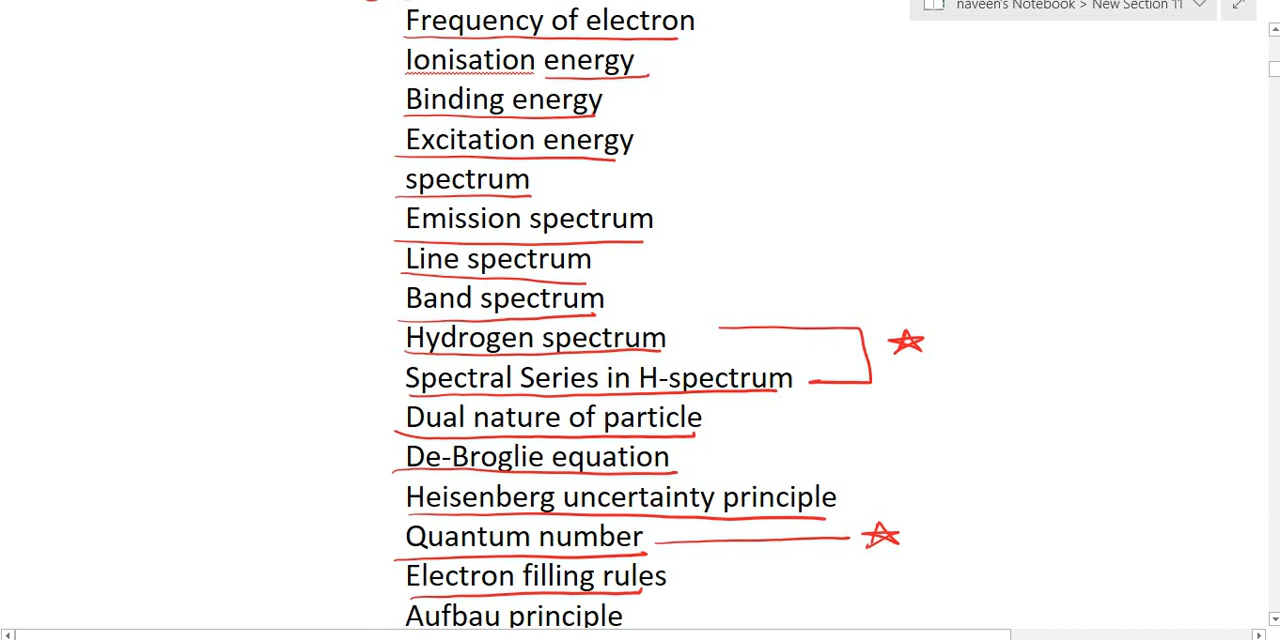 naveen's Notebook > New Section 11
Frequency of electron
Ionisation energy
Binding energy
Excitation energy
spectrum
Emission spectrum
Line spectrum
Band spectrum
Hydrogen spectrum
Spectral Series in H-spectrum
Dual nature of particle
De-Broglie equation
Heisenberg uncertainty principle
Quantum number
Electron filling rules
Aufbau principle